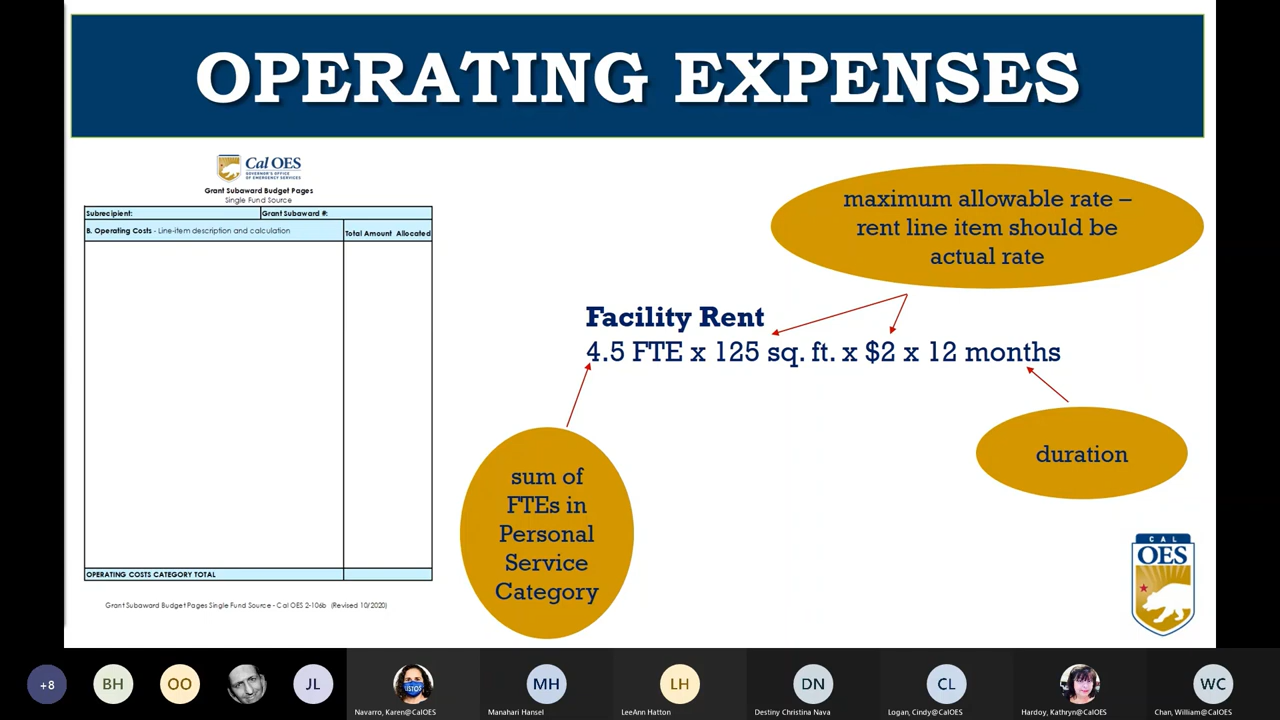 OPERATING EXPENSES
Cal OES
GOVERNOR'S OFFICE
OF EMERGENCY SERVICES
Grant Subaward Budget Pages
Single Fund Source
Subrecipient:
Grant Subaward #:
B. Operating Costs - Line-item description and calculation
Total Amount Allocated
OPERATING COSTS CATEGORY TOTAL
Grant Subaward Budget Pages Single Fund Source - Cal OES 2-106b (Revised 10/2020)
maximum allowable rate –
rent line item should be
actual rate
Facility Rent
4.5 FTE x 125 sq. ft. x $2 x 12 months
sum of
FTEs in
Personal
Service
Category
duration
CAL
OES
+8
BH
OO
JL
Navarro, Karen@CalOES
MH
Manahari Hansel
LH
LeeAnn Hatton
DN
Destiny Christina Nava
CL
Logan, Cindy@CalOES
Hardoy, Kathryn@CalOES
WC
Chan, William@CalOES